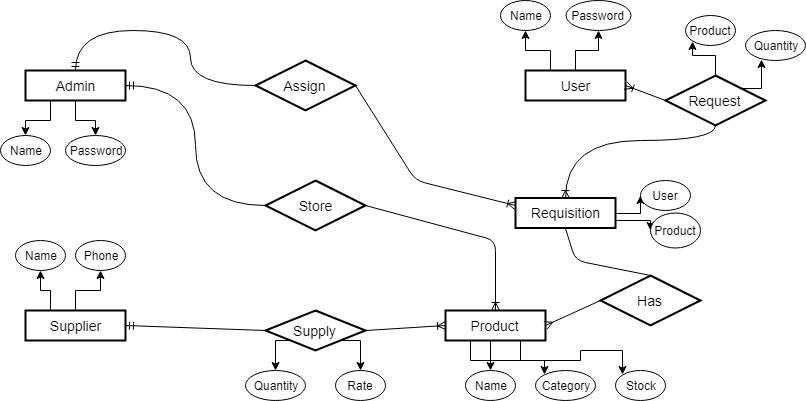 Name
Password
Product
Quantity
Admin
Assign
User
Request
Name
Password
Store
Requisition
User
Product
Name
Phone
Has
Supplier
Supply
Product
Quantity
Rate
Name
Category
Stock